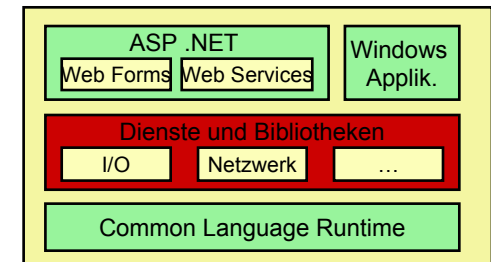 ASP .NET
Web Forms
Web Services
Windows
Applik.
Dienste und Bibliotheken
I/O
Netzwerk
…
Common Language Runtime